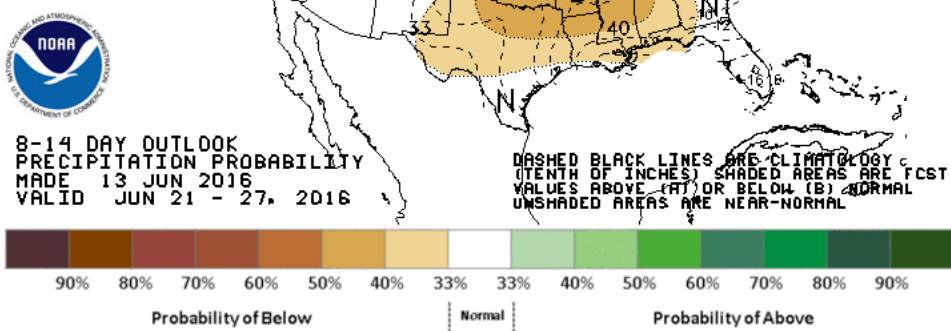 NATIONAL OCEANIC AND ATMOSPHERIC ADMINISTRATION
NOAA
U.S. DEPARTMENT OF COMMERCE
33
40
N
12
N
16
8
8-14 DAY OUTLOOK
PRECIPITATION PROBABILITY
MADE 13 JUN 2016
VALID JUN 21 - 27, 2016
DASHED BLACK LINES ARE CLIMATOLOGY
(TENTH OF INCHES) SHADED AREAS ARE FCST
VALUES ABOVE (A) OR BELOW (B) NORMAL
UNSHADED AREAS ARE NEAR-NORMAL
90% 80% 70% 60% 50% 40% 33% 33% 40% 50% 60% 70% 80% 90%
Probability of Below Normal Probability of Above